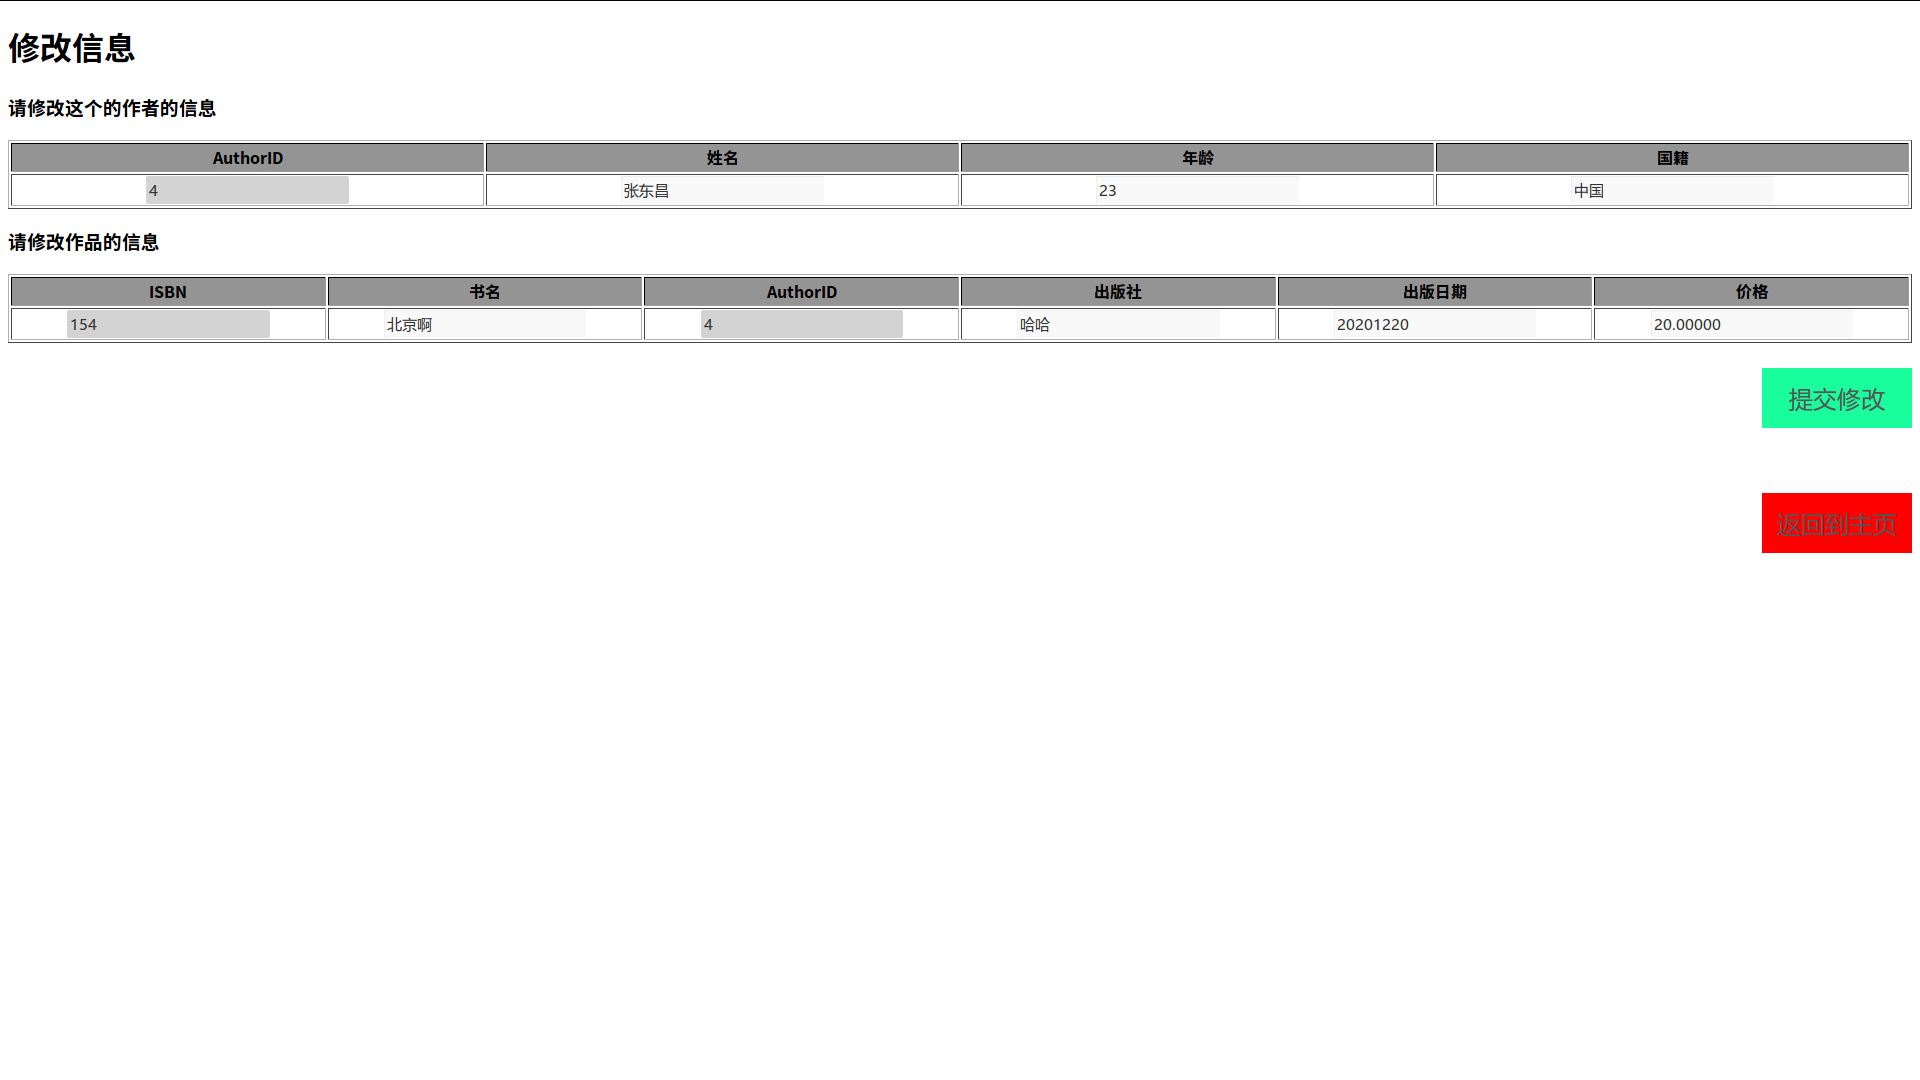 修改信息
请修改这个的作者的信息
AuthorID 姓名 年龄 国籍
4 张东昌 23 中国
请修改作品的信息
ISBN 书名 AuthorID 出版社 出版日期 价格
154 北京啊 4 哈哈 20201220 20.00000
提交修改
返回到主页